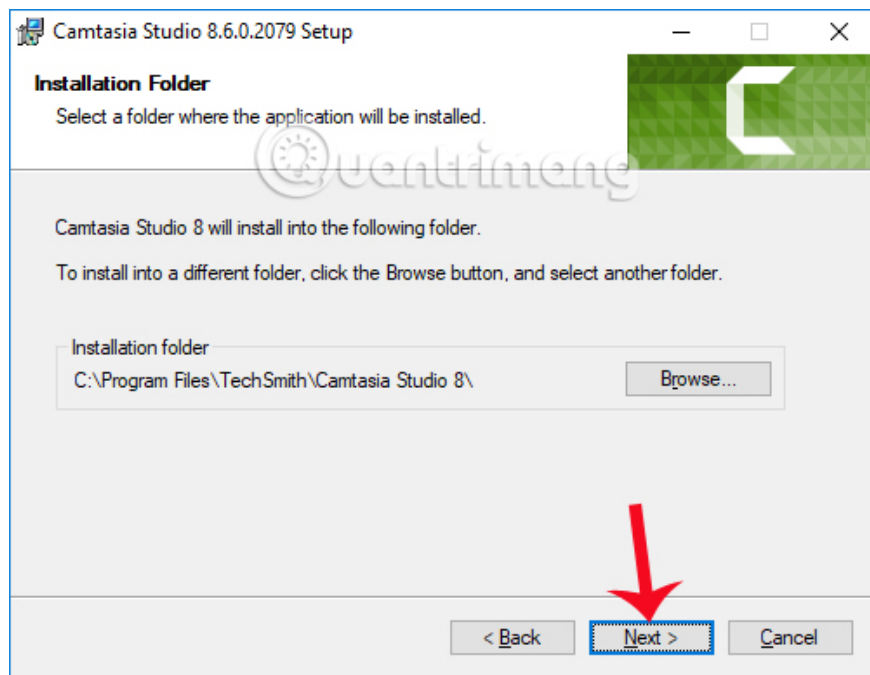 Camtasia Studio 8.6.0.2079 Setup
Installation Folder
Select a folder where the application will be installed.
Quantrimang
Camtasia Studio 8 will install into the following folder.
To install into a different folder, click the Browse button, and select another folder.
Installation folder
C:\Program Files\TechSmith\Camtasia Studio 8\
Browse...
< Back
Next >
Cancel